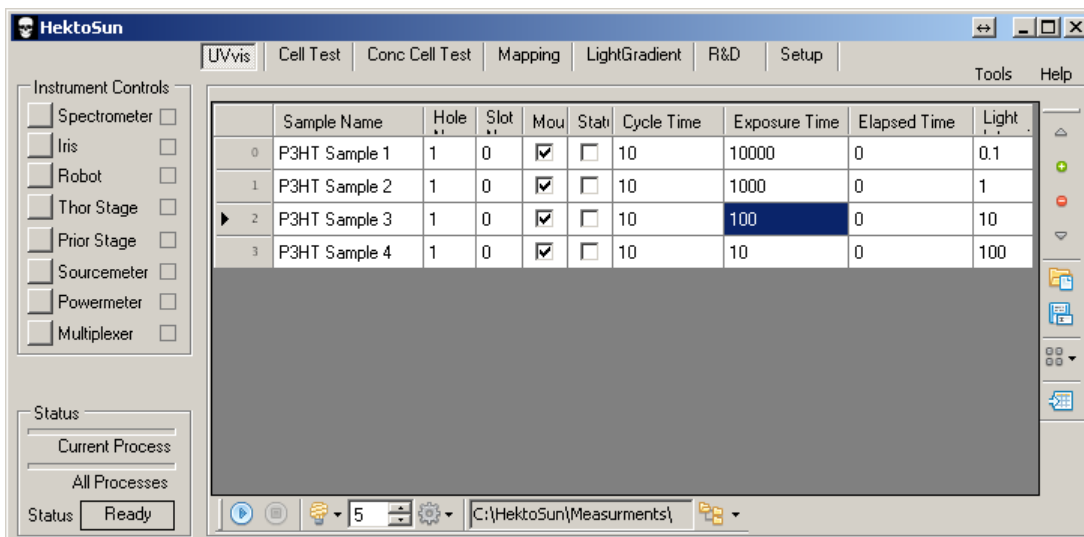 HektoSun
UVvis Cell Test Conc Cell Test Mapping LightGradient R&D Setup
Tools Help
Instrument Controls
Spectrometer
Iris
Robot
Thor Stage
Prior Stage
Sourcemeter
Powermeter
Multiplexer
Sample Name Hole Slot Mou Stat Cycle Time Exposure Time Elapsed Time Light
0 P3HT Sample 1 1 0 10 10000 0 0.1
1 P3HT Sample 2 1 0 10 1000 0 1
2 P3HT Sample 3 1 0 10 100 0 10
3 P3HT Sample 4 1 0 10 10 0 100
Status
Current Process
All Processes
Status Ready
5 C:\HektoSun\Measurments\